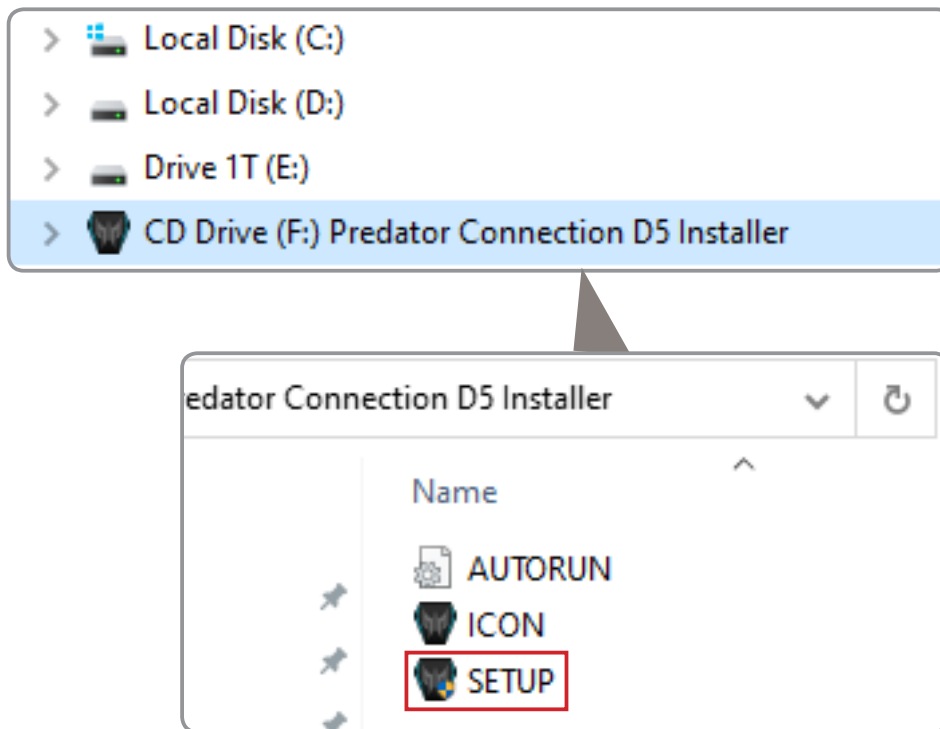 Local Disk (C:)
Local Disk (D:)
Drive 1T (E:)
CD Drive (F:) Predator Connection D5 Installer
edator Connection D5 Installer
Name
AUTORUN
ICON
SETUP